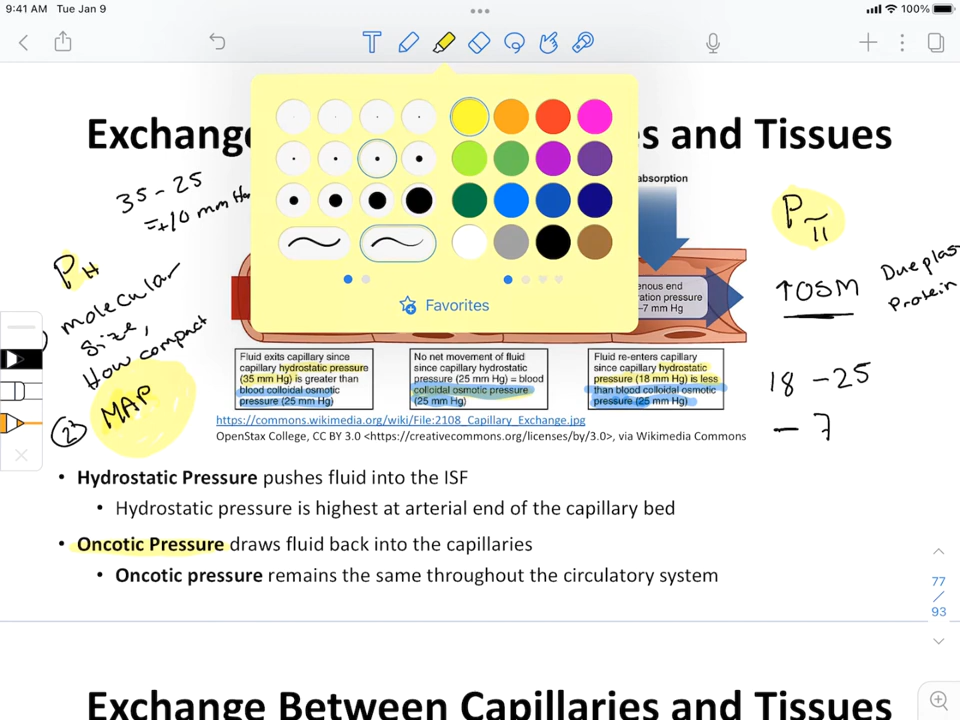 9:41 AM Tue Jan 9
100%
T
Exchange
es and Tissues
35 - 25
= +10 mm Hg
absorption
P~
11
PH
molecular
Size,
How compact
↑OSM
Due plas
Protein
enous end
ration pressure
-7 mm Hg
Favorites
MAP
2
Fluid exits capillary since
capillary hydrostatic pressure
(35 mm Hg) is greater than
blood colloidal osmotic
pressure (25 mm Hg)
No net movement of fluid
since capillary hydrostatic
pressure (25 mm Hg) = blood
colloidal osmotic pressure
(25 mm Hg)
Fluid re-enters capillary
since capillary hydrostatic
pressure (18 mm Hg) is less
than blood colloidal osmotic
pressure (25 mm Hg)
18 - 25
- 7
https://commons.wikimedia.org/wiki/File:2108_Capillary_Exchange.jpg
OpenStax College, CC BY 3.0 <https://creativecommons.org/licenses/by/3.0>, via Wikimedia Commons
• Hydrostatic Pressure pushes fluid into the ISF
• Hydrostatic pressure is highest at arterial end of the capillary bed
• Oncotic Pressure draws fluid back into the capillaries
• Oncotic pressure remains the same throughout the circulatory system
77
/
93
Exchange Between Capillaries and Tissues